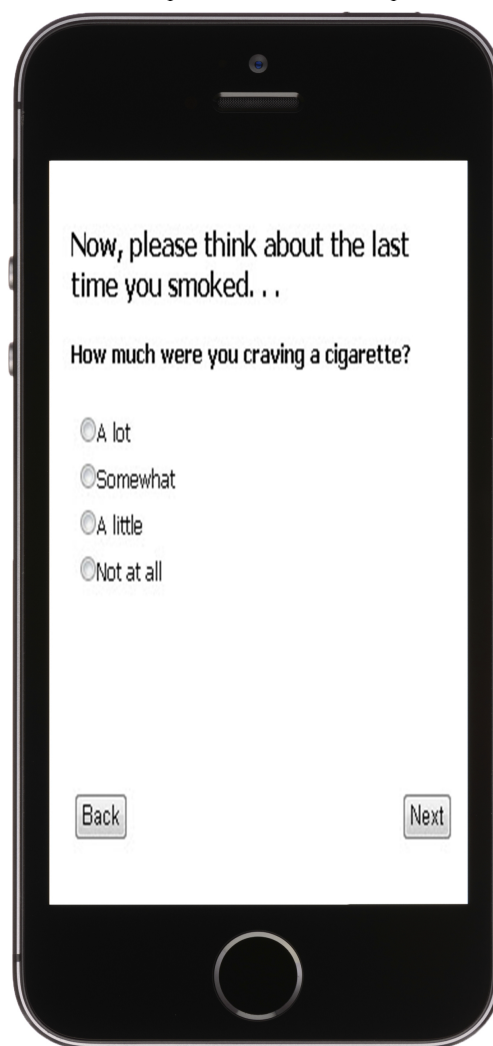 Now, please think about the last
time you smoked. . .
How much were you craving a cigarette?
A lot
Somewhat
A little
Not at all
Back
Next